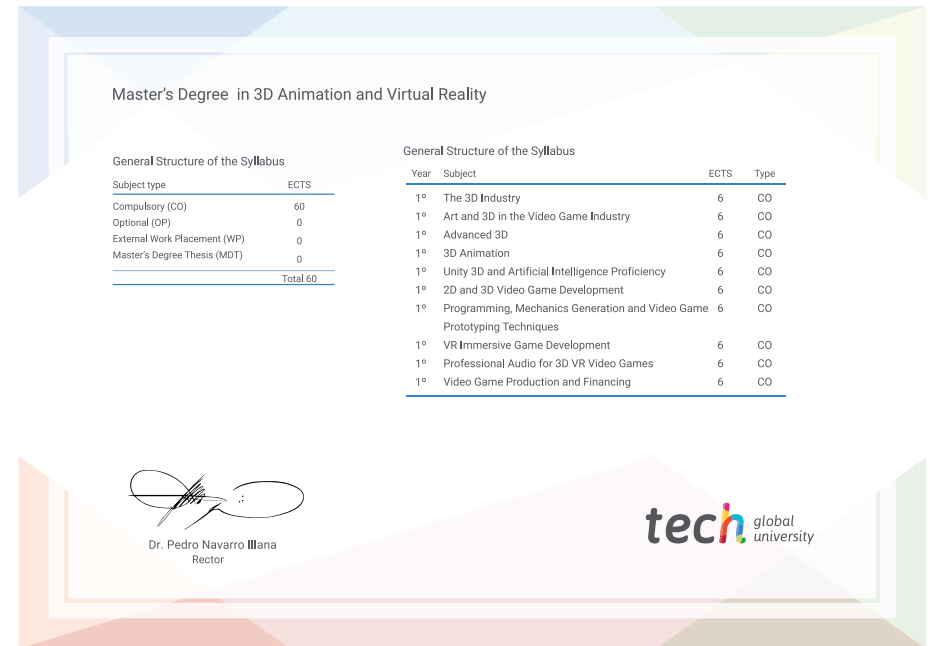 Master's Degree in 3D Animation and Virtual Reality
General Structure of the Syllabus
Subject type ECTS
Compulsory (CO) 60
Optional (OP) 0
External Work Placement (WP) 0
Master's Degree Thesis (MDT) 0
Total 60
General Structure of the Syllabus
Year Subject ECTS Type
1º The 3D Industry 6 CO
1º Art and 3D in the Video Game Industry 6 CO
1º Advanced 3D 6 CO
1º 3D Animation 6 CO
1º Unity 3D and Artificial Intelligence Proficiency 6 CO
1º 2D and 3D Video Game Development 6 CO
1º Programming, Mechanics Generation and Video Game 6 CO
Prototyping Techniques
1º VR Immersive Game Development 6 CO
1º Professional Audio for 3D VR Video Games 6 CO
1º Video Game Production and Financing 6 CO
Dr. Pedro Navarro Illana
Rector
tech global
university